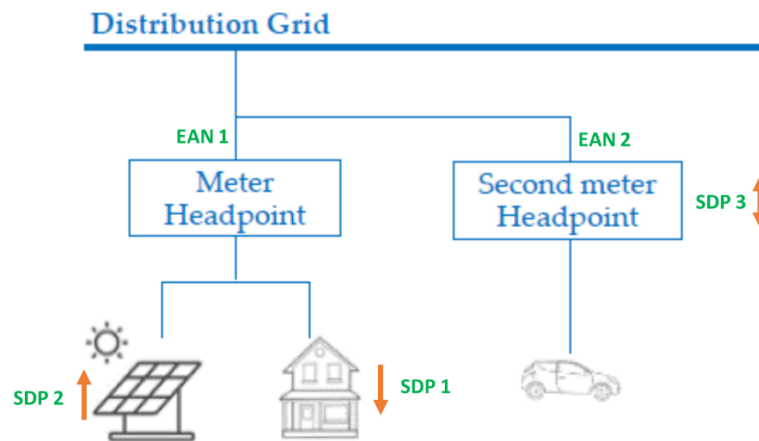 Distribution Grid
EAN 1
EAN 2
Meter
Headpoint
Second meter
Headpoint
SDP 3
SDP 2
SDP 1